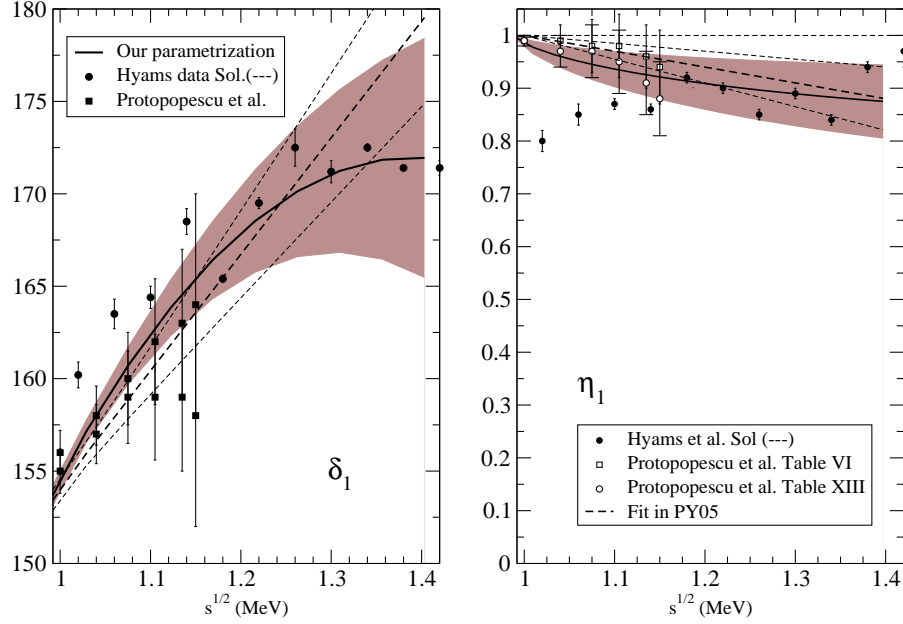 180
175
170
165
160
155
150
Our parametrization
Hyams data Sol.(---)
Protopopescu et al.
δ1
1
1.1
1.2
1.3
1.4
s^{1/2} (MeV)
1
0.9
0.8
0.7
0.6
0.5
0.4
0.3
0.2
0.1
0
η1
Hyams et al. Sol (---)
Protopopescu et al. Table VI
Protopopescu et al. Table XIII
Fit in PY05
1
1.1
1.2
1.3
1.4
s^{1/2} (MeV)